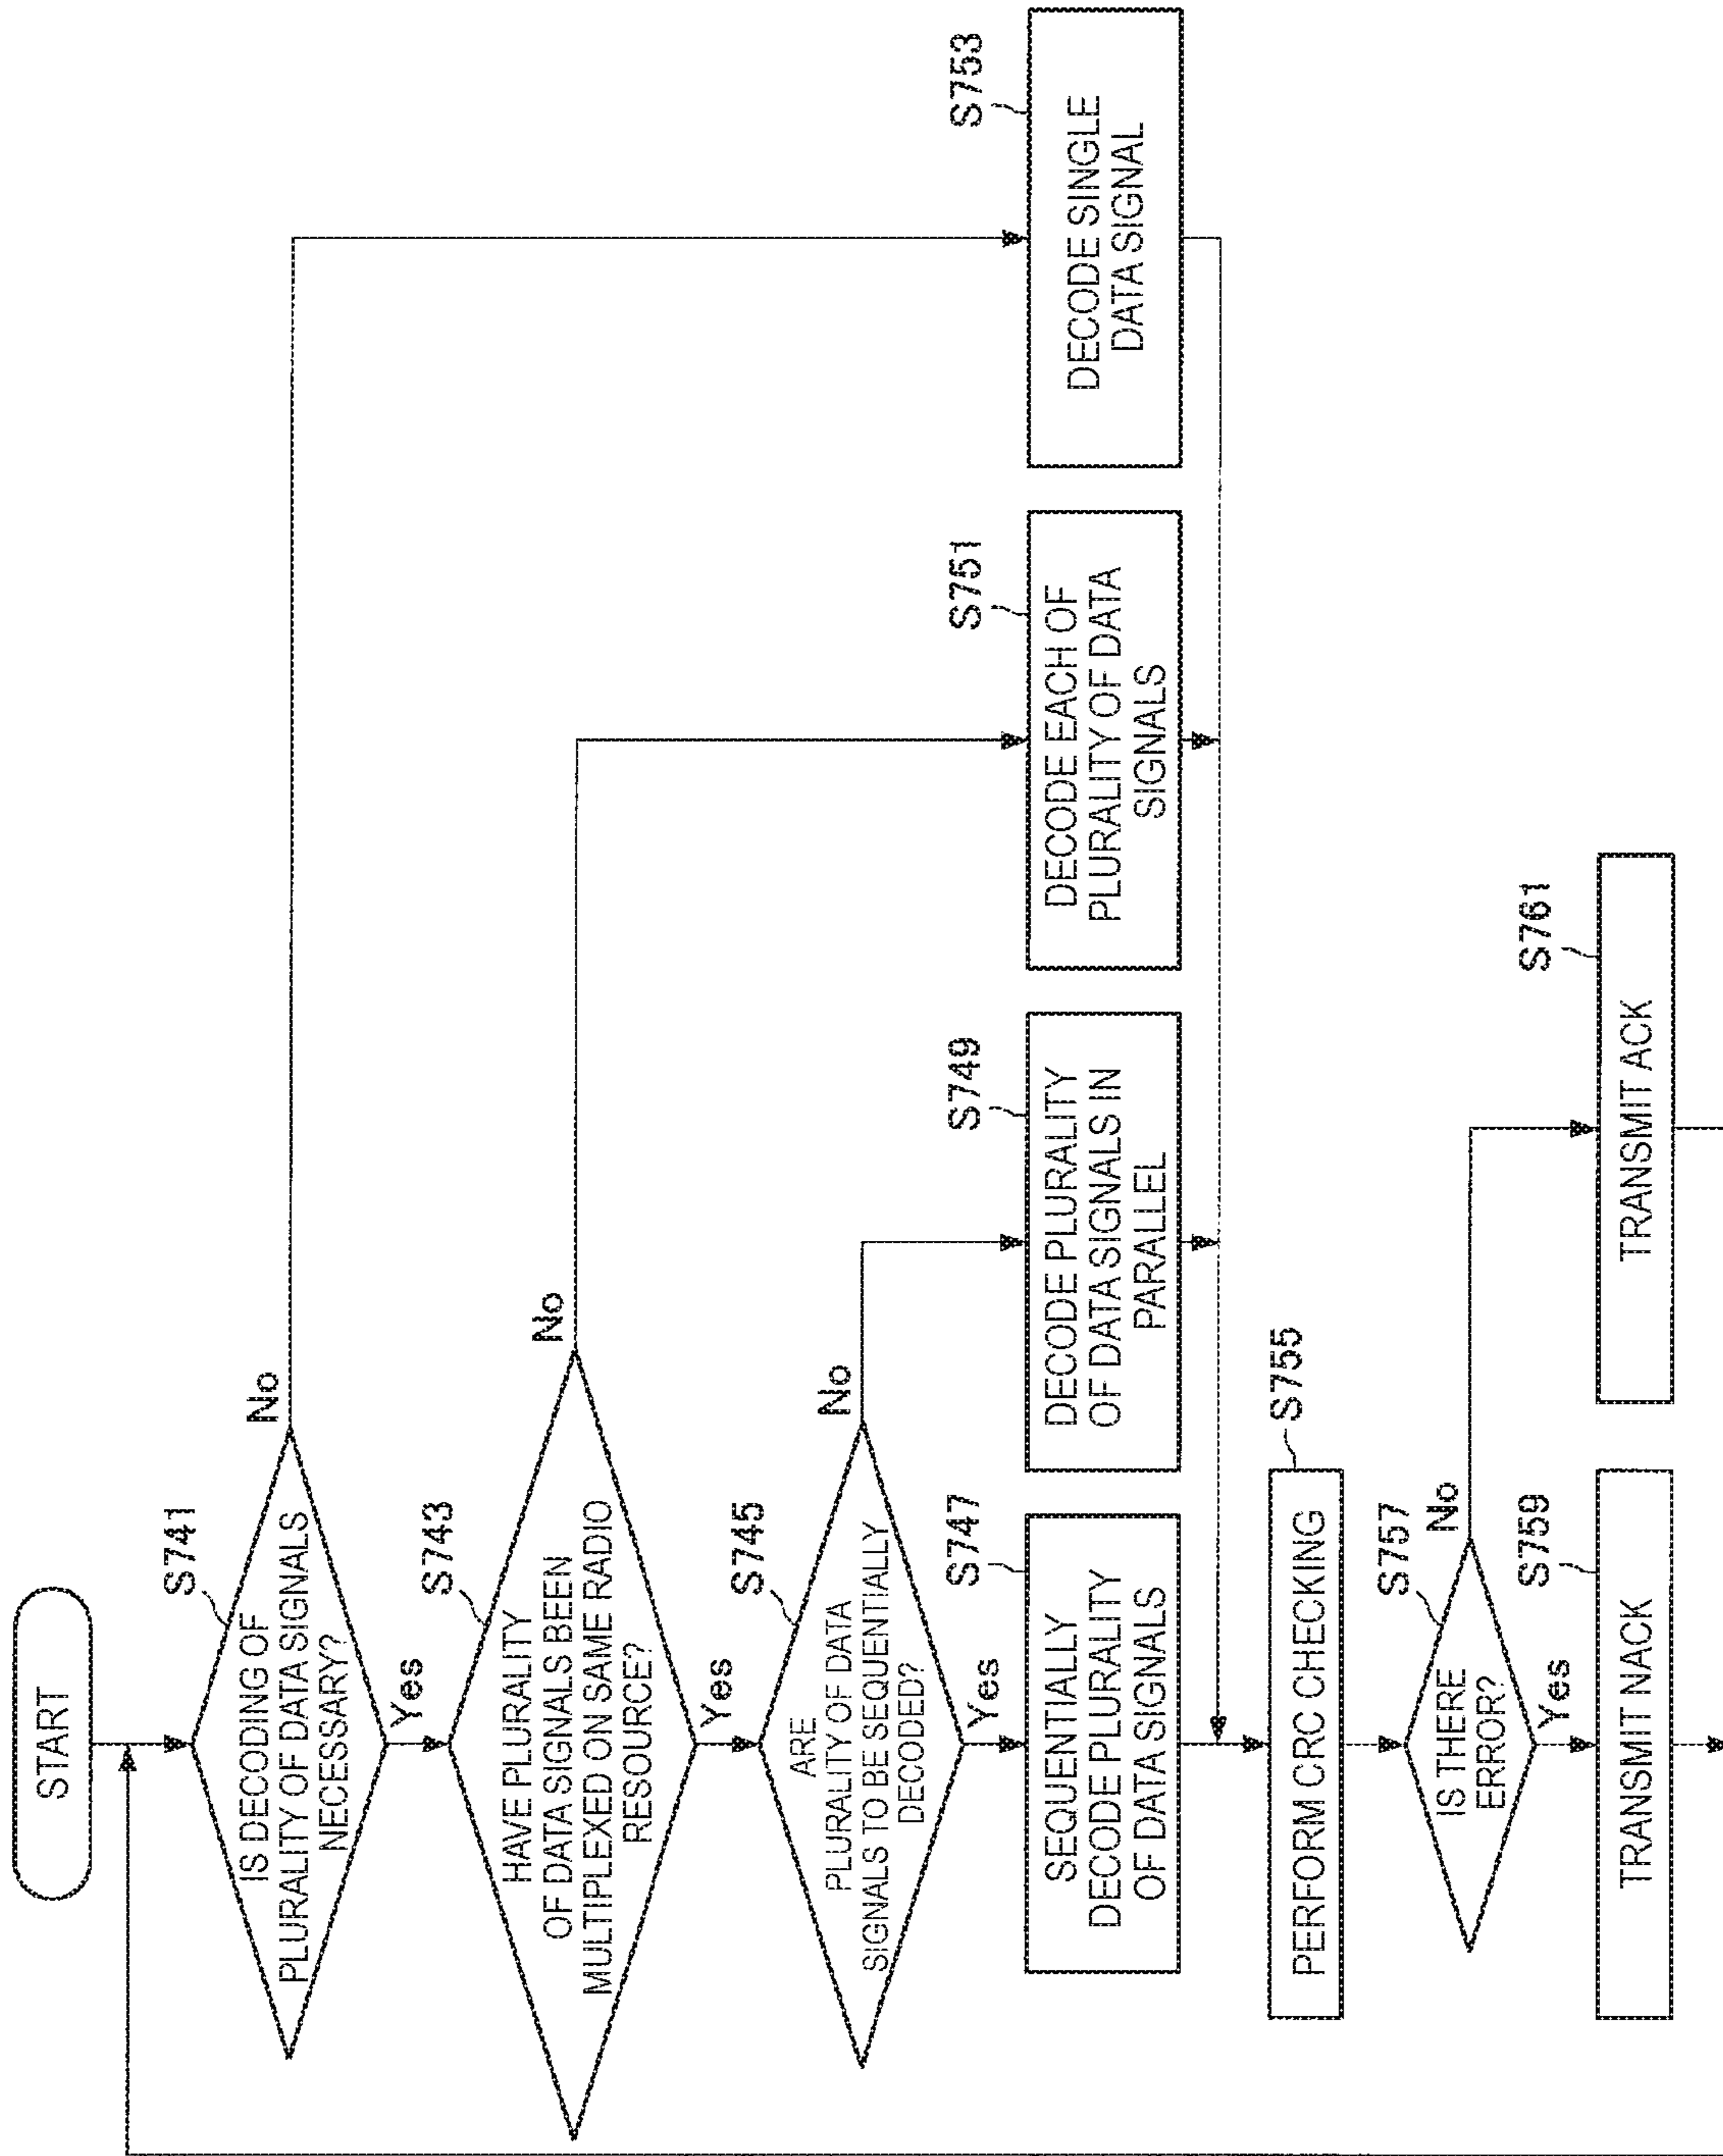 START
S741
IS DECODING OF
PLURALITY OF DATA SIGNALS
NECESSARY?
No
Yes
S743
HAVE PLURALITY
OF DATA SIGNALS BEEN
MULTIPLEXED ON SAME RADIO
RESOURCE?
No
Yes
S745
ARE
PLURALITY OF DATA
SIGNALS TO BE SEQUENTIALLY
DECODED?
No
Yes
S747
SEQUENTIALLY
DECODE PLURALITY
OF DATA SIGNALS
S749
DECODE PLURALITY
OF DATA SIGNALS IN
PARALLEL
S751
DECODE EACH OF
PLURALITY OF DATA
SIGNALS
S753
DECODE SINGLE
DATA SIGNAL
S755
PERFORM CRC CHECKING
S757
IS THERE
ERROR?
No
Yes
S759
TRANSMIT NACK
S761
TRANSMIT ACK